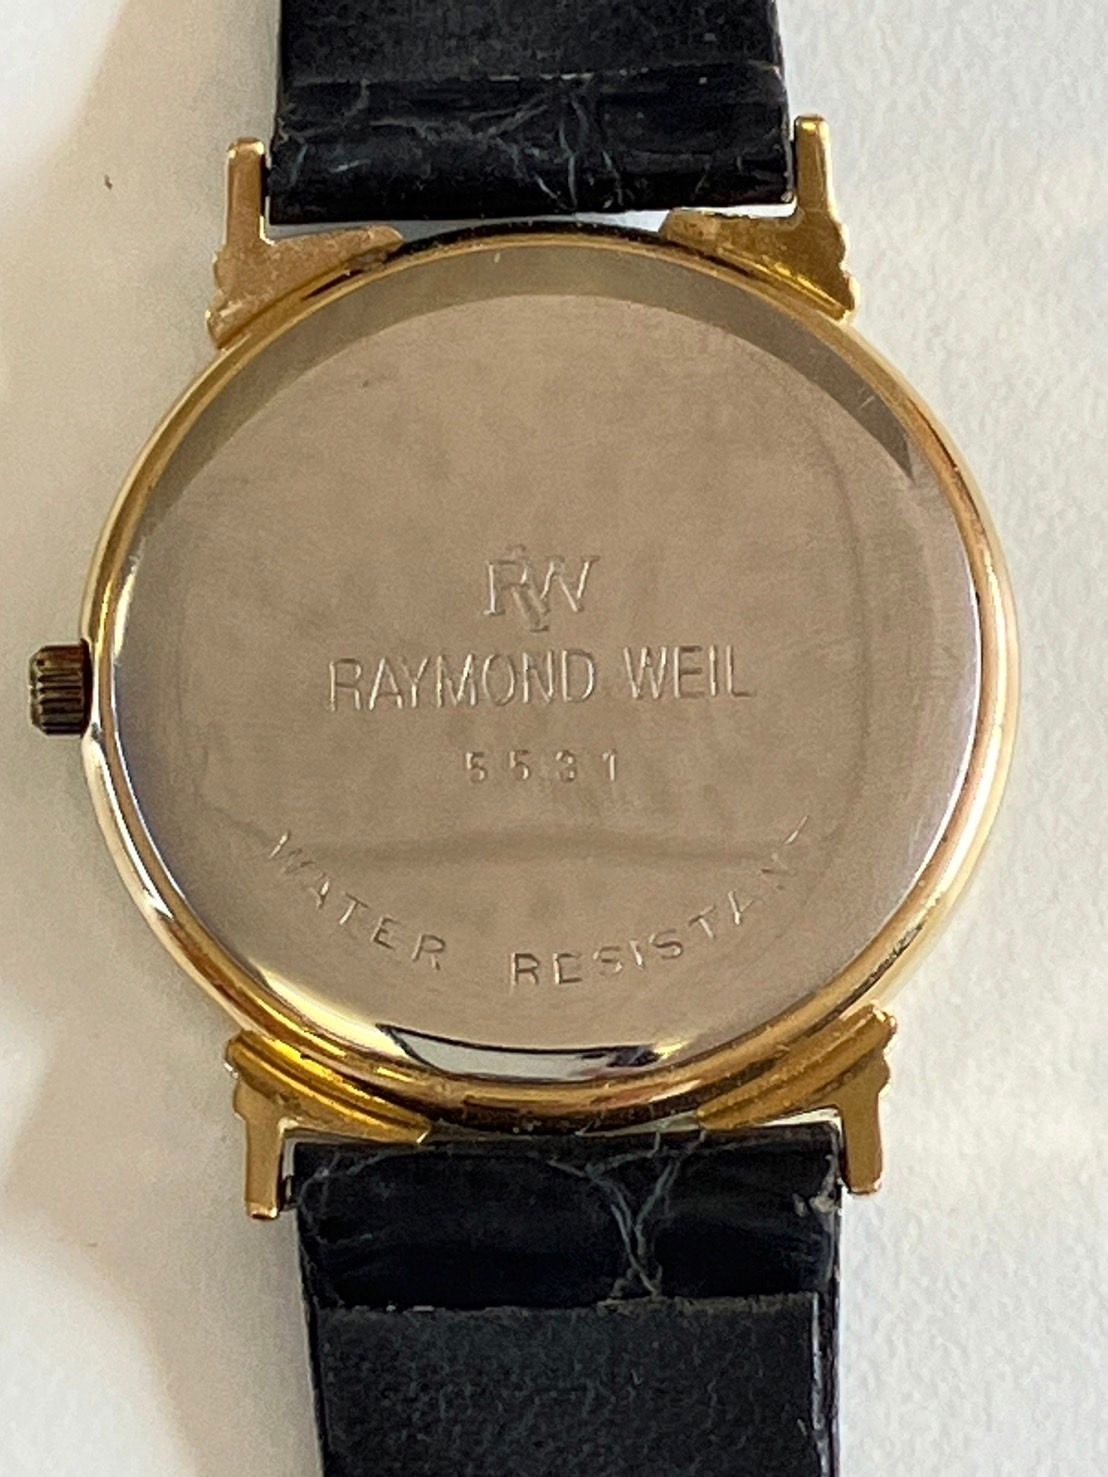 RW
RAYMOND WEIL
5531
WATER RESISTANT